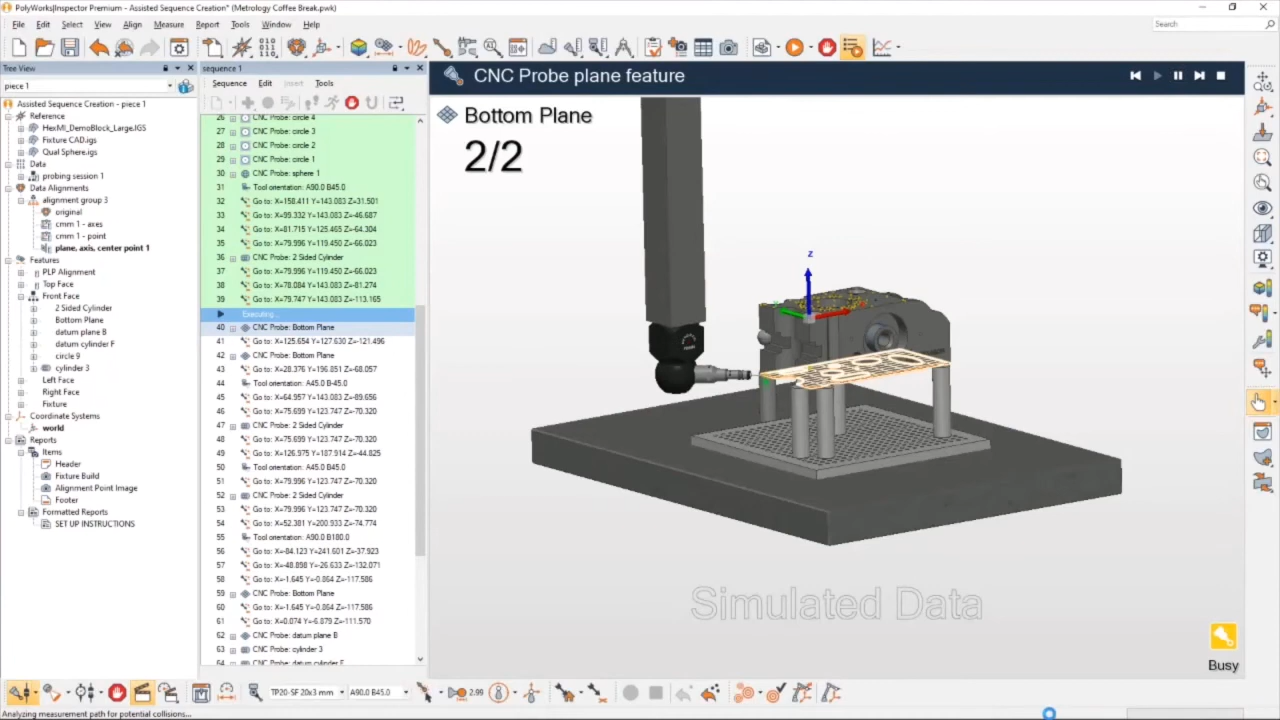 PolyWorks|Inspector Premium - Assisted Sequence Creation* (Metrology Coffee Break.pwk)
File Edit Select View Align Measure Report Tools Window Help
Search
Tree View
piece 1
Assisted Sequence Creation - piece 1
Reference
HexMI_DemoBlock_Large.IGS
Fixture CAD.igs
Qual Sphere.igs
Data
probing session 1
Data Alignments
alignment group 3
original
cmm 1 - axes
cmm 1 - point
plane, axis, center point 1
Features
PLP Alignment
Top Face
Front Face
2 Sided Cylinder
Bottom Plane
datum plane B
datum cylinder F
circle 9
cylinder 3
Left Face
Right Face
Fixture
Coordinate Systems
world
Reports
Items
Header
Fixture Build
Alignment Point Image
Footer
Formatted Reports
SET UP INSTRUCTIONS
sequence 1
Sequence Edit Insert Tools
26 CNC Probe: circle 4
27 CNC Probe: circle 3
28 CNC Probe: circle 2
29 CNC Probe: circle 1
30 CNC Probe: sphere 1
31 Tool orientation: A90.0 B45.0
32 Go to: X=158.411 Y=143.083 Z=31.501
33 Go to: X=99.332 Y=143.083 Z=-46.687
34 Go to: X=81.715 Y=125.465 Z=-64.304
35 Go to: X=79.996 Y=119.450 Z=-66.023
36 CNC Probe: 2 Sided Cylinder
37 Go to: X=79.996 Y=119.450 Z=-66.023
38 Go to: X=78.084 Y=143.083 Z=-81.274
39 Go to: X=79.747 Y=143.083 Z=-113.165
Executing...
40 CNC Probe: Bottom Plane
41 Go to: X=125.654 Y=127.630 Z=-121.496
42 CNC Probe: Bottom Plane
43 Go to: X=28.376 Y=196.851 Z=-68.057
44 Tool orientation: A45.0 B-45.0
45 Go to: X=64.957 Y=143.083 Z=-89.656
46 Go to: X=75.699 Y=123.747 Z=-70.320
47 CNC Probe: 2 Sided Cylinder
48 Go to: X=75.699 Y=123.747 Z=-70.320
49 Go to: X=126.975 Y=187.914 Z=-44.825
50 Tool orientation: A45.0 B45.0
51 Go to: X=79.996 Y=123.747 Z=-70.320
52 CNC Probe: 2 Sided Cylinder
53 Go to: X=79.996 Y=123.747 Z=-70.320
54 Go to: X=52.381 Y=200.933 Z=-74.774
55 Tool orientation: A90.0 B180.0
56 Go to: X=-84.123 Y=241.601 Z=-37.923
57 Go to: X=-48.898 Y=-26.633 Z=-132.071
58 Go to: X=-1.645 Y=-0.864 Z=-117.586
59 CNC Probe: Bottom Plane
60 Go to: X=-1.645 Y=-0.864 Z=-117.586
61 Go to: X=0.074 Y=-6.879 Z=-111.570
62 CNC Probe: datum plane B
63 CNC Probe: cylinder 3
64 CNC Probe: datum cylinder F
CNC Probe plane feature
Bottom Plane
2/2
z
Simulated Data
Busy
TP20-SF 20x3 mm A90.0 B45.0 2.99
Analyzing measurement path for potential collisions...